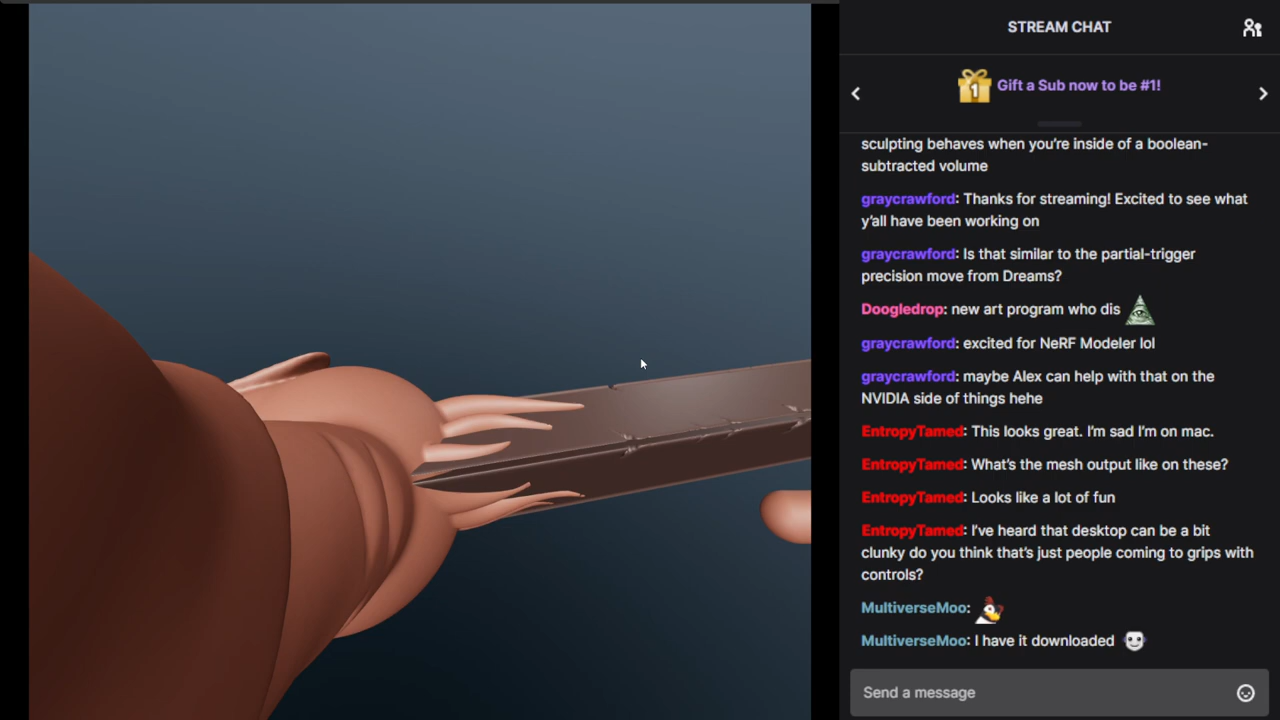 STREAM CHAT
1
Gift a Sub now to be #1!
sculpting behaves when you're inside of a boolean-
subtracted volume
graycrawford: Thanks for streaming! Excited to see what
y'all have been working on
graycrawford: Is that similar to the partial-trigger
precision move from Dreams?
Doogledrop: new art program who dis
graycrawford: excited for NeRF Modeler lol
graycrawford: maybe Alex can help with that on the
NVIDIA side of things hehe
EntropyTamed: This looks great. I'm sad I'm on mac.
EntropyTamed: What's the mesh output like on these?
EntropyTamed: Looks like a lot of fun
EntropyTamed: I've heard that desktop can be a bit
clunky do you think that's just people coming to grips with
controls?
MultiverseMoo:
MultiverseMoo: I have it downloaded
Send a message